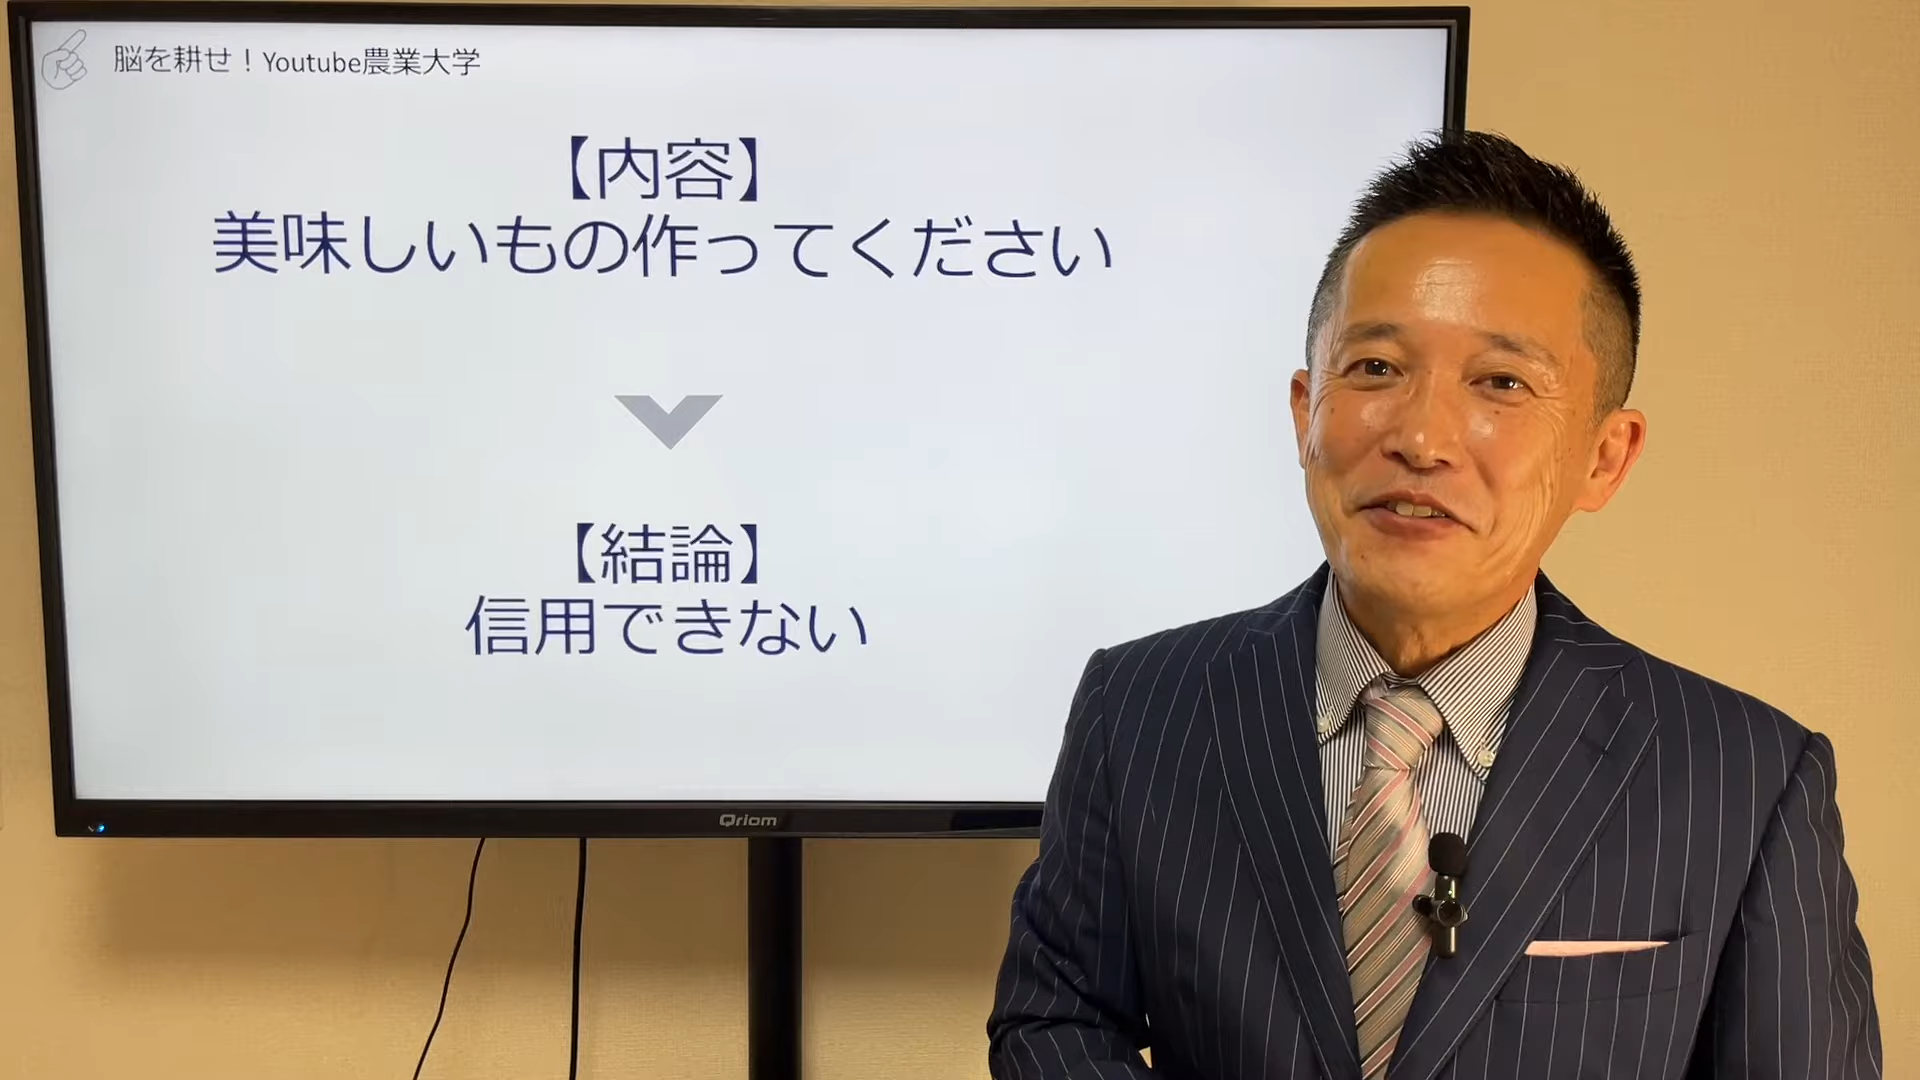 脳を耕せ！Youtube農業大学
【内容】
美味しいもの作ってください
【結論】
信用できない
Qriom